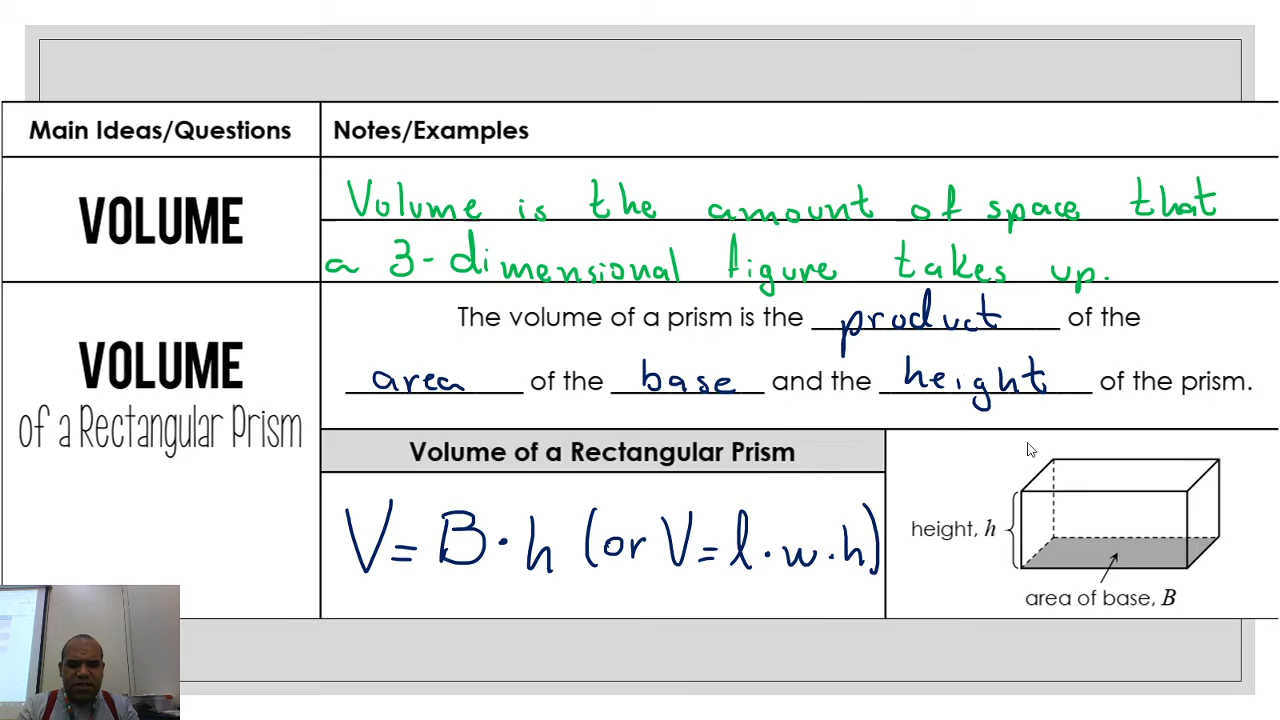 Main Ideas/Questions
Notes/Examples
VOLUME
Volume is the amount of space that
a 3-dimensional figure takes up.
VOLUME
of a Rectangular Prism
The volume of a prism is the product of the
area of the base and the height of the prism.
Volume of a Rectangular Prism
V = B · h (or V = l · w · h)
height, h
area of base, B